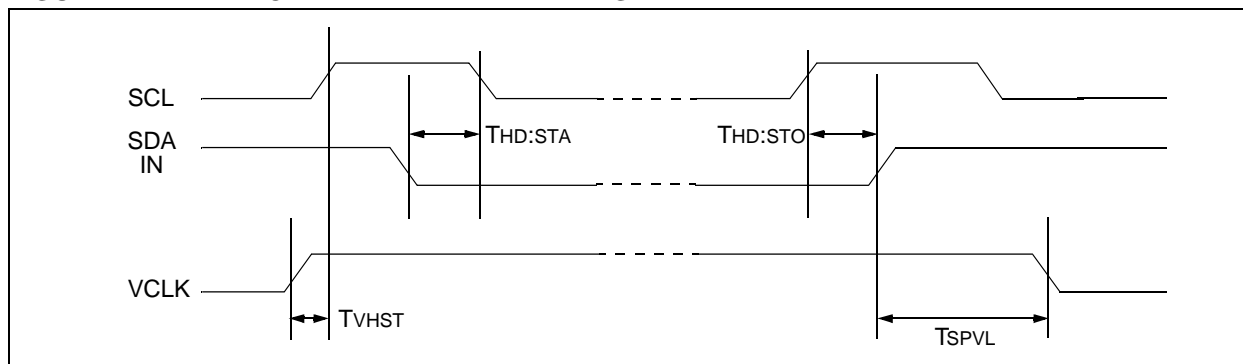 SCL
SDA
IN
THD:STA
THD:STO
VCLK
TVHST
TSPVL